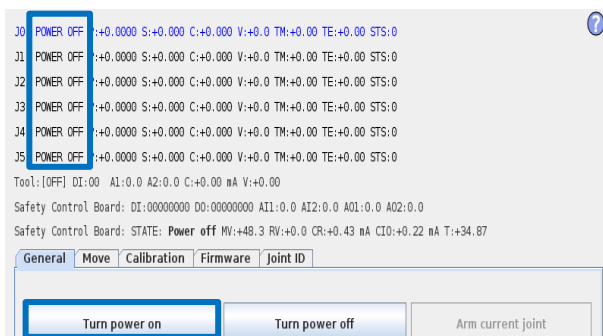 ?
J0: POWER OFF P:+0.0000 S:+0.000 C:+0.000 V:+0.0 TM:+0.00 TE:+0.00 STS:0
J1: POWER OFF P:+0.0000 S:+0.000 C:+0.000 V:+0.0 TM:+0.00 TE:+0.00 STS:0
J2: POWER OFF P:+0.0000 S:+0.000 C:+0.000 V:+0.0 TM:+0.00 TE:+0.00 STS:0
J3: POWER OFF P:+0.0000 S:+0.000 C:+0.000 V:+0.0 TM:+0.00 TE:+0.00 STS:0
J4: POWER OFF P:+0.0000 S:+0.000 C:+0.000 V:+0.0 TM:+0.00 TE:+0.00 STS:0
J5: POWER OFF P:+0.0000 S:+0.000 C:+0.000 V:+0.0 TM:+0.00 TE:+0.00 STS:0
Tool:[OFF] DI:00 A1:0.0 A2:0.0 C:+0.00 mA V:+0.00
Safety Control Board: DI:00000000 DO:00000000 AI1:0.0 AI2:0.0 AO1:0.0 AO2:0.0
Safety Control Board: STATE: Power off MV:+48.3 RV:+0.0 CR:+0.43 mA CIO:+0.22 mA T:+34.87
General Move Calibration Firmware Joint ID
Turn power on Turn power off Arm current joint